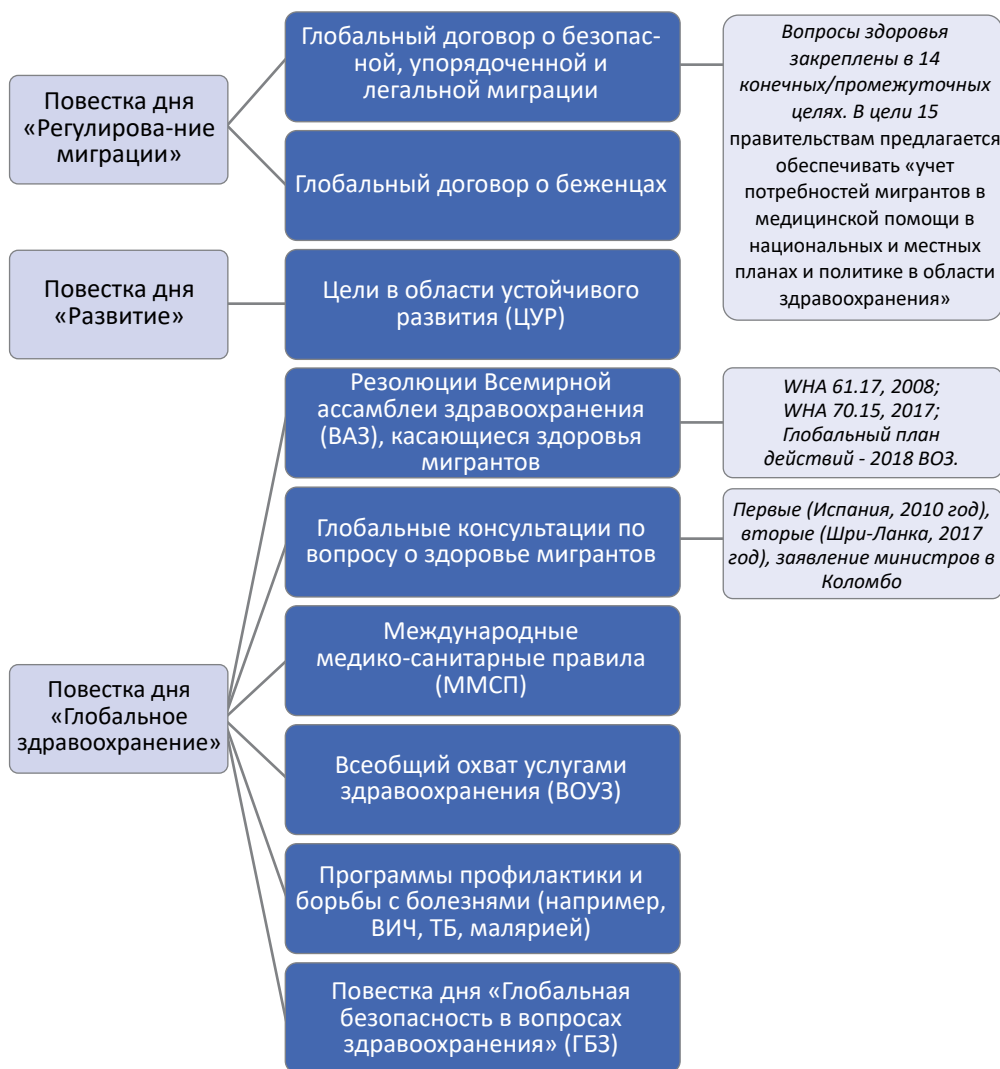 Повестка дня
«Регулирова-ние
миграции»
Глобальный договор о безопас-
ной, упорядоченной и
легальной миграции
Вопросы здоровья
закреплены в 14
конечных/промежуточных
целях. В цели 15
правительствам предлагается
обеспечивать «учет
потребностей мигрантов в
медицинской помощи в
национальных и местных
планах и политике в области
здравоохранения»
Глобальный договор о беженцах
Повестка дня
«Развитие»
Цели в области устойчивого
развития (ЦУР)
Повестка дня
«Глобальное
здравоохранение»
Резолюции Всемирной
ассамблеи здравоохранения
(ВАЗ), касающиеся здоровья
мигрантов
WHA 61.17, 2008;
WHA 70.15, 2017;
Глобальный план
действий - 2018 ВОЗ.
Глобальные консультации по
вопросу о здоровье мигрантов
Первые (Испания, 2010 год),
вторые (Шри-Ланка, 2017
год), заявление министров в
Коломбо
Международные
медико-санитарные правила
(ММСП)
Всеобщий охват услугами
здравоохранения (ВОУЗ)
Программы профилактики и
борьбы с болезнями (например,
ВИЧ, ТБ, малярией)
Повестка дня «Глобальная
безопасность в вопросах
здравоохранения» (ГБЗ)